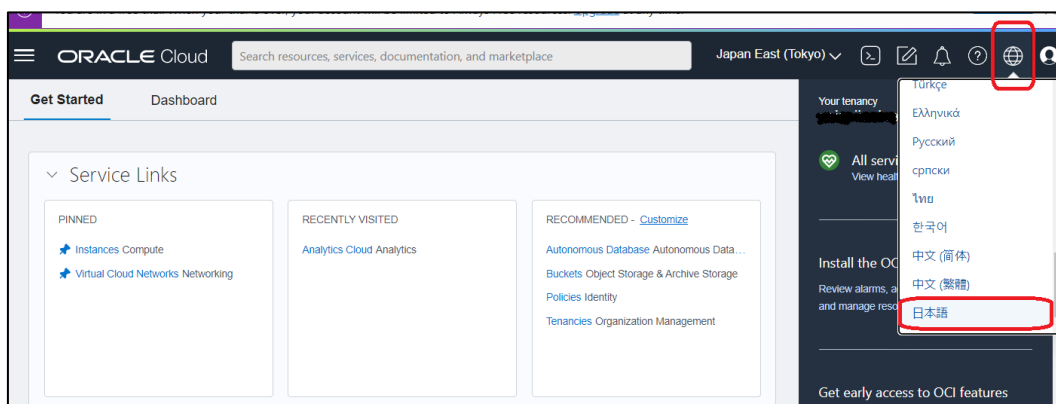 ORACLE Cloud
Search resources, services, documentation, and marketplace
Japan East (Tokyo)
Get Started
Dashboard
Service Links
PINNED
Instances Compute
Virtual Cloud Networks Networking
RECENTLY VISITED
Analytics Cloud Analytics
RECOMMENDED - Customize
Autonomous Database Autonomous Data...
Buckets Object Storage & Archive Storage
Policies Identity
Tenancies Organization Management
Your tenancy
All servi
View heal
Install the OC
Review alarms, a
and manage reso
Get early access to OCI features
Türkçe
Ελληνικά
Русский
српски
ไทย
한국어
中文 (简体)
中文 (繁體)
日本語